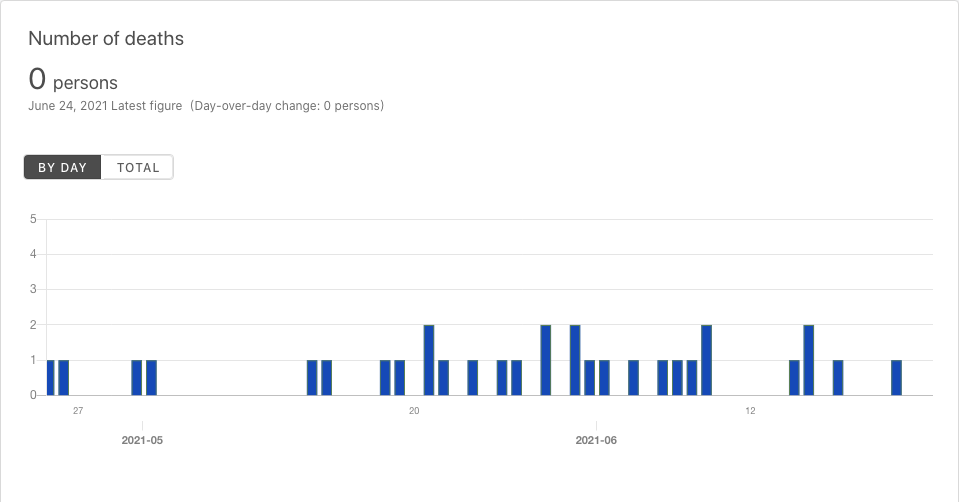 Number of deaths
0 persons
June 24, 2021 Latest figure (Day-over-day change: 0 persons)
BY DAY TOTAL
5
4
3
2
1
0
27 20 12
2021-05 2021-06